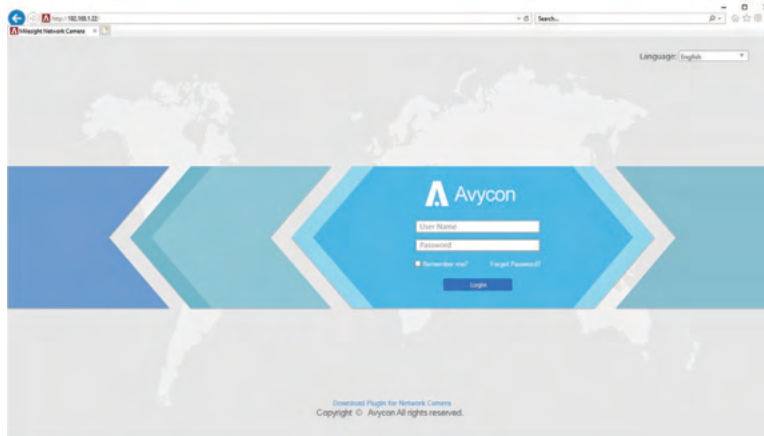 http://192.168.1.22/
Search...
Milesight Network Camera
Language: English
Avycon
User Name
Password
Remember me? Forget Password?
Login
Download Plugin for Network Camera
Copyright © Avycon All rights reserved.